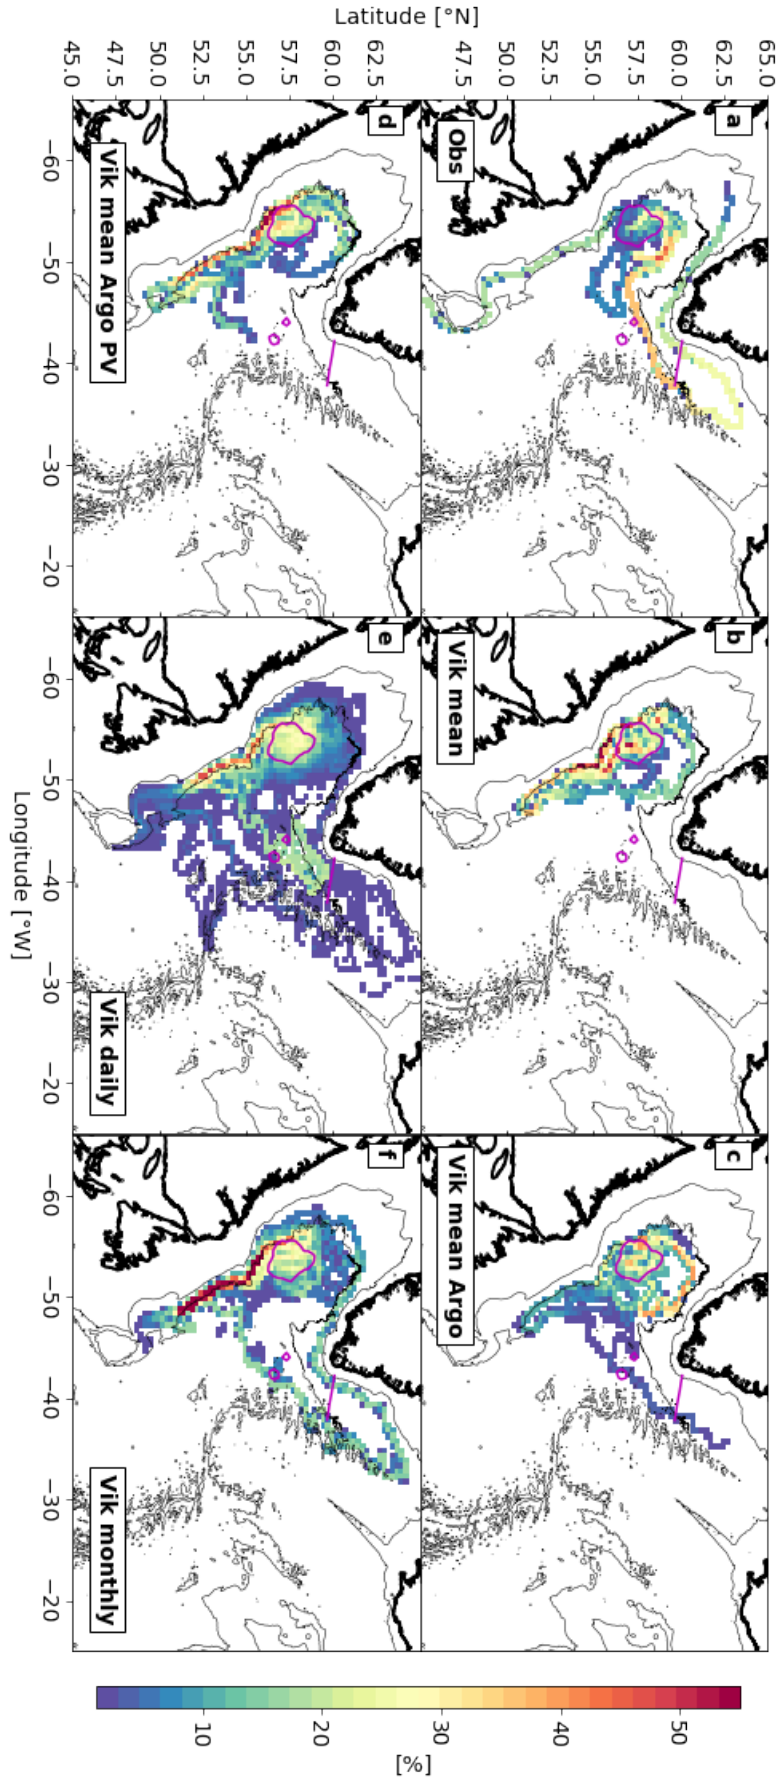 Latitude [°N]
65.0
62.5
60.0
57.5
55.0
52.5
50.0
47.5
a
Obs
b
Vik mean
c
Vik mean Argo
62.5
60.0
57.5
55.0
52.5
50.0
47.5
45.0
d
Vik mean Argo PV
e
Vik daily
f
Vik monthly
−60 −50 −40 −30 −20
−60 −50 −40 −30 −20
−60 −50 −40 −30 −20
Longitude [°W]
10 20 30 40 50
[%]